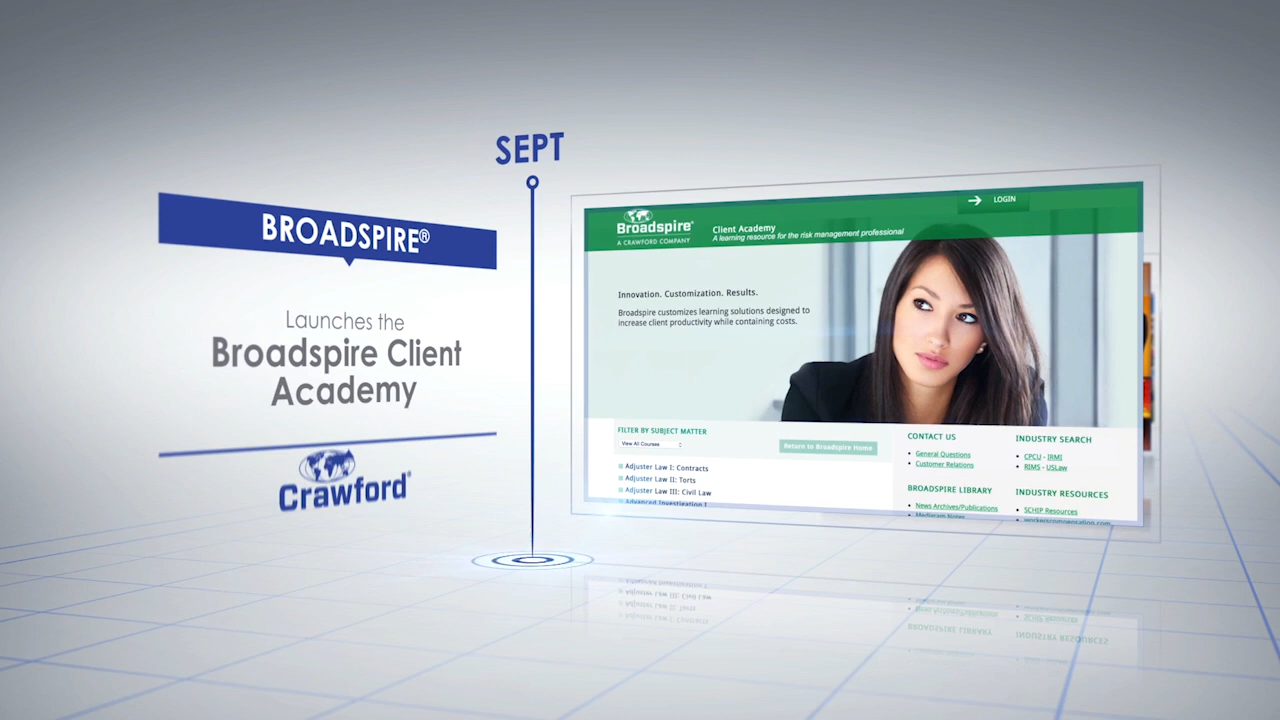 SEPT
BROADSPIRE®
Launches the
Broadspire Client
Academy
Crawford®
LOGIN
Broadspire®
A CRAWFORD COMPANY
Client Academy
A learning resource for the risk management professional
Innovation. Customization. Results.
Broadspire customizes learning solutions designed to
increase client productivity while containing costs.
FILTER BY SUBJECT MATTER
View All Courses
Return to Broadspire Home
Adjuster Law I: Contracts
Adjuster Law II: Torts
Adjuster Law III: Civil Law
Advanced Investigation I
CONTACT US
General Questions
Customer Relations
BROADSPIRE LIBRARY
News Archives/Publications
INDUSTRY SEARCH
CPCU - IRMI
RIMS - USLaw
INDUSTRY RESOURCES
SCHIP Resources
workerscompensation.com